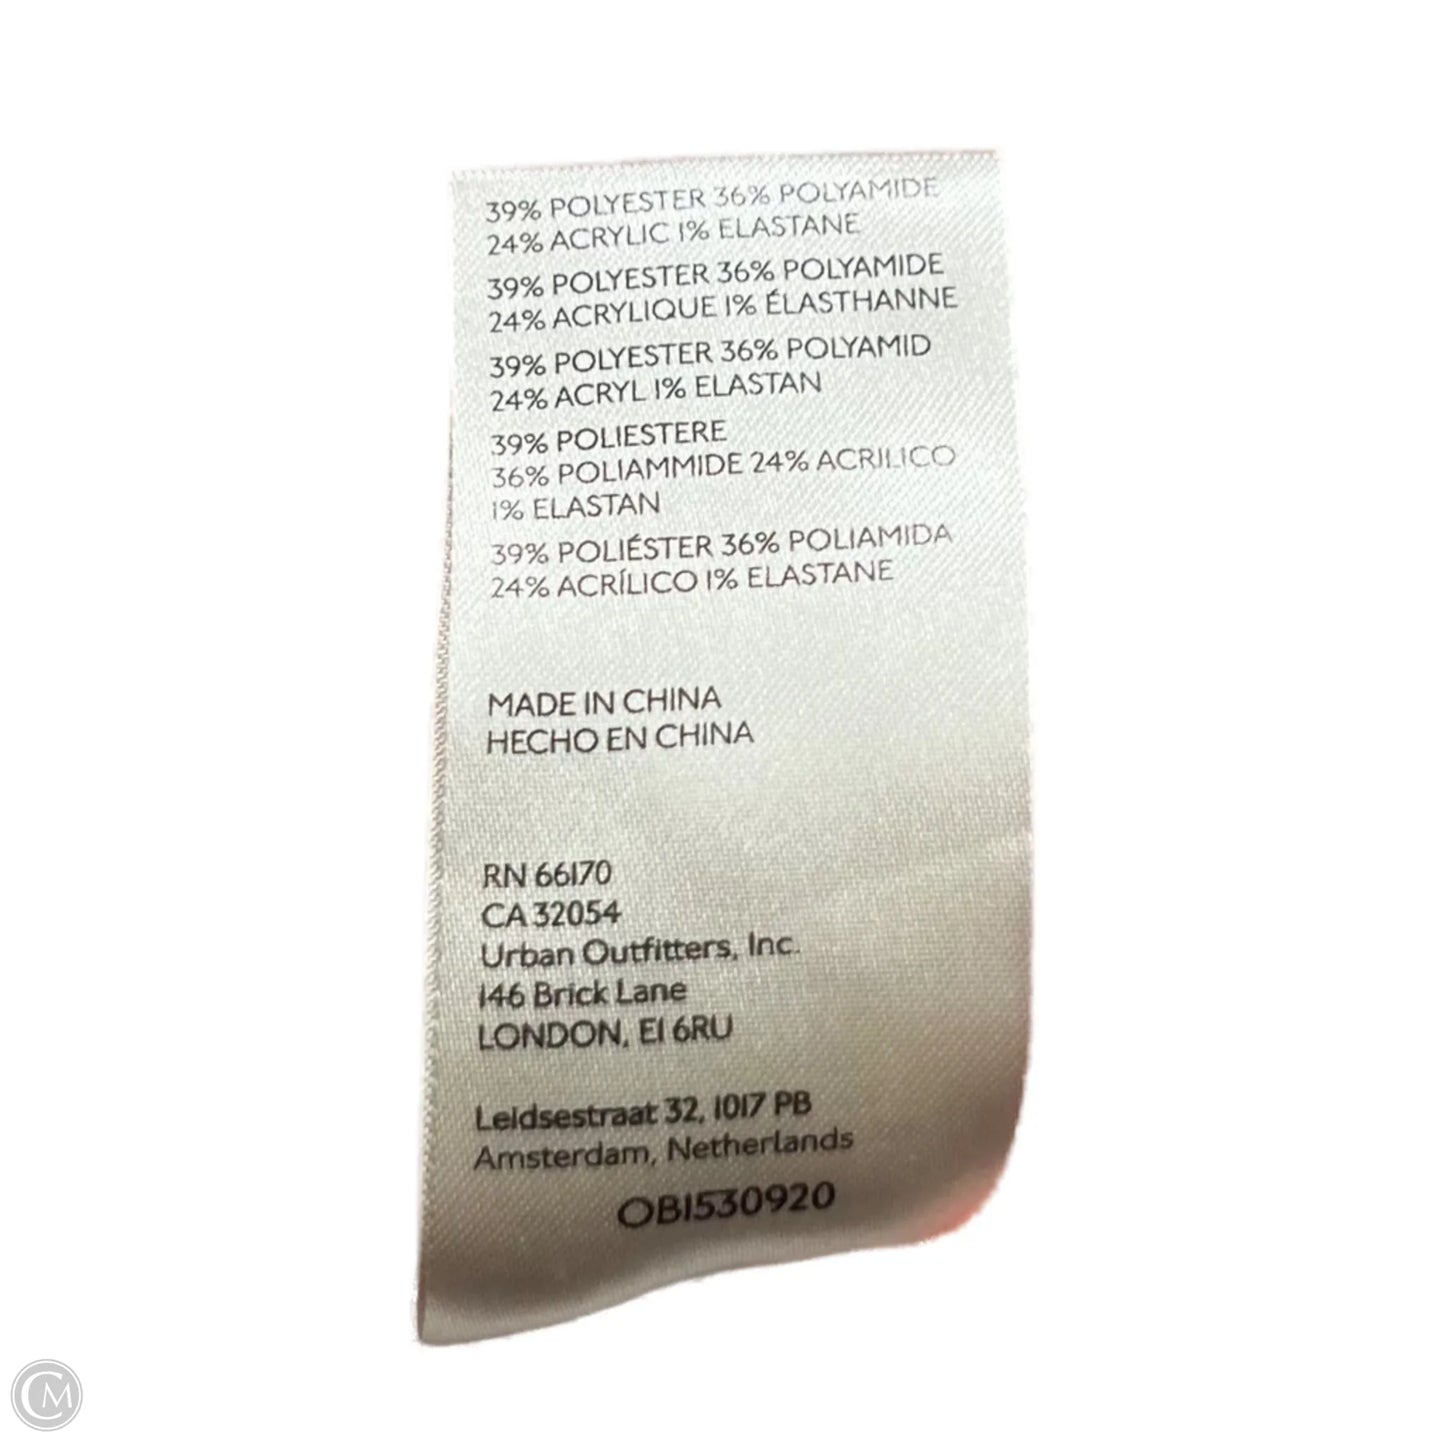 39% POLYESTER 36% POLYAMIDE
24% ACRYLIC 1% ELASTANE
39% POLYESTER 36% POLYAMIDE
24% ACRYLIQUE 1% ÉLASTHANNE
39% POLYESTER 36% POLYAMID
24% ACRYL 1% ELASTAN
39% POLIESTERE
36% POLIAMMIDE 24% ACRILICO
1% ELASTAN
39% POLIÉSTER 36% POLIAMIDA
24% ACRÍLICO 1% ELASTANE
MADE IN CHINA
HECHO EN CHINA
RN 66170
CA 32054
Urban Outfitters, Inc.
146 Brick Lane
LONDON, E1 6RU
Leidsestraat 32, 1017 PB
Amsterdam, Netherlands
OB1530920
CM